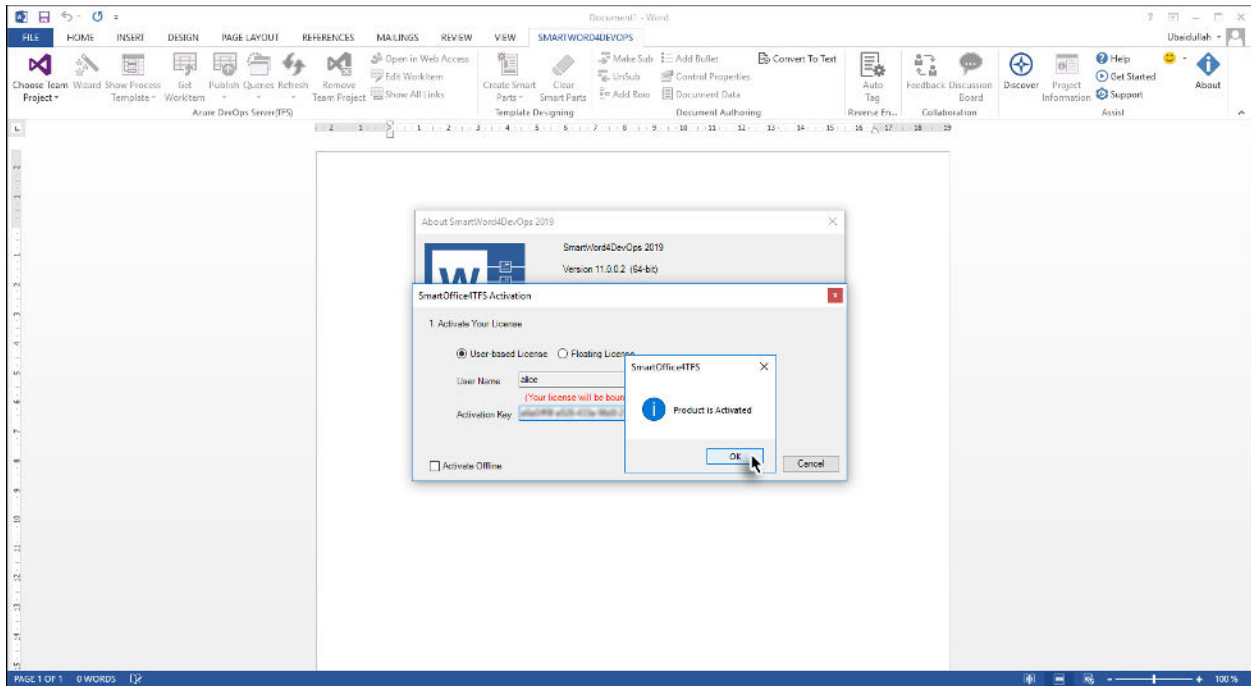 Document1 - Word
FILE HOME INSERT DESIGN PAGE LAYOUT REFERENCES MAILINGS REVIEW VIEW SMARTWORD4DEVOPS Ubaidullah
Choose Team Project Wizard Show Process Template Get Workitem Publish Queries Refresh Remove Team Project
Open in Web Access
Edit Workitem
Show All Links
Azure DevOps Server(TFS)
Create Smart Parts Clear Smart Parts
Template Designing
Make Sub Add Bullet Convert To Text
UnSub Control Properties
Add Row Document Data
Document Authoring
Auto Tag
Reverse En...
Feedback Discussion Board
Collaboration
Discover Project Information
Help
Get Started
Support
Assist
About
About SmartWord4DevOps 2019
SmartWord4DevOps 2019
Version 11.0.0.2 (64-bit)
SmartOffice4TFS Activation
1. Activate Your License
User-based License Floating License
User Name alice
(Your license will be boun
Activation Key
Activate Offline
Cancel
SmartOffice4TFS
Product is Activated
OK
PAGE 1 OF 1 0 WORDS 100 %